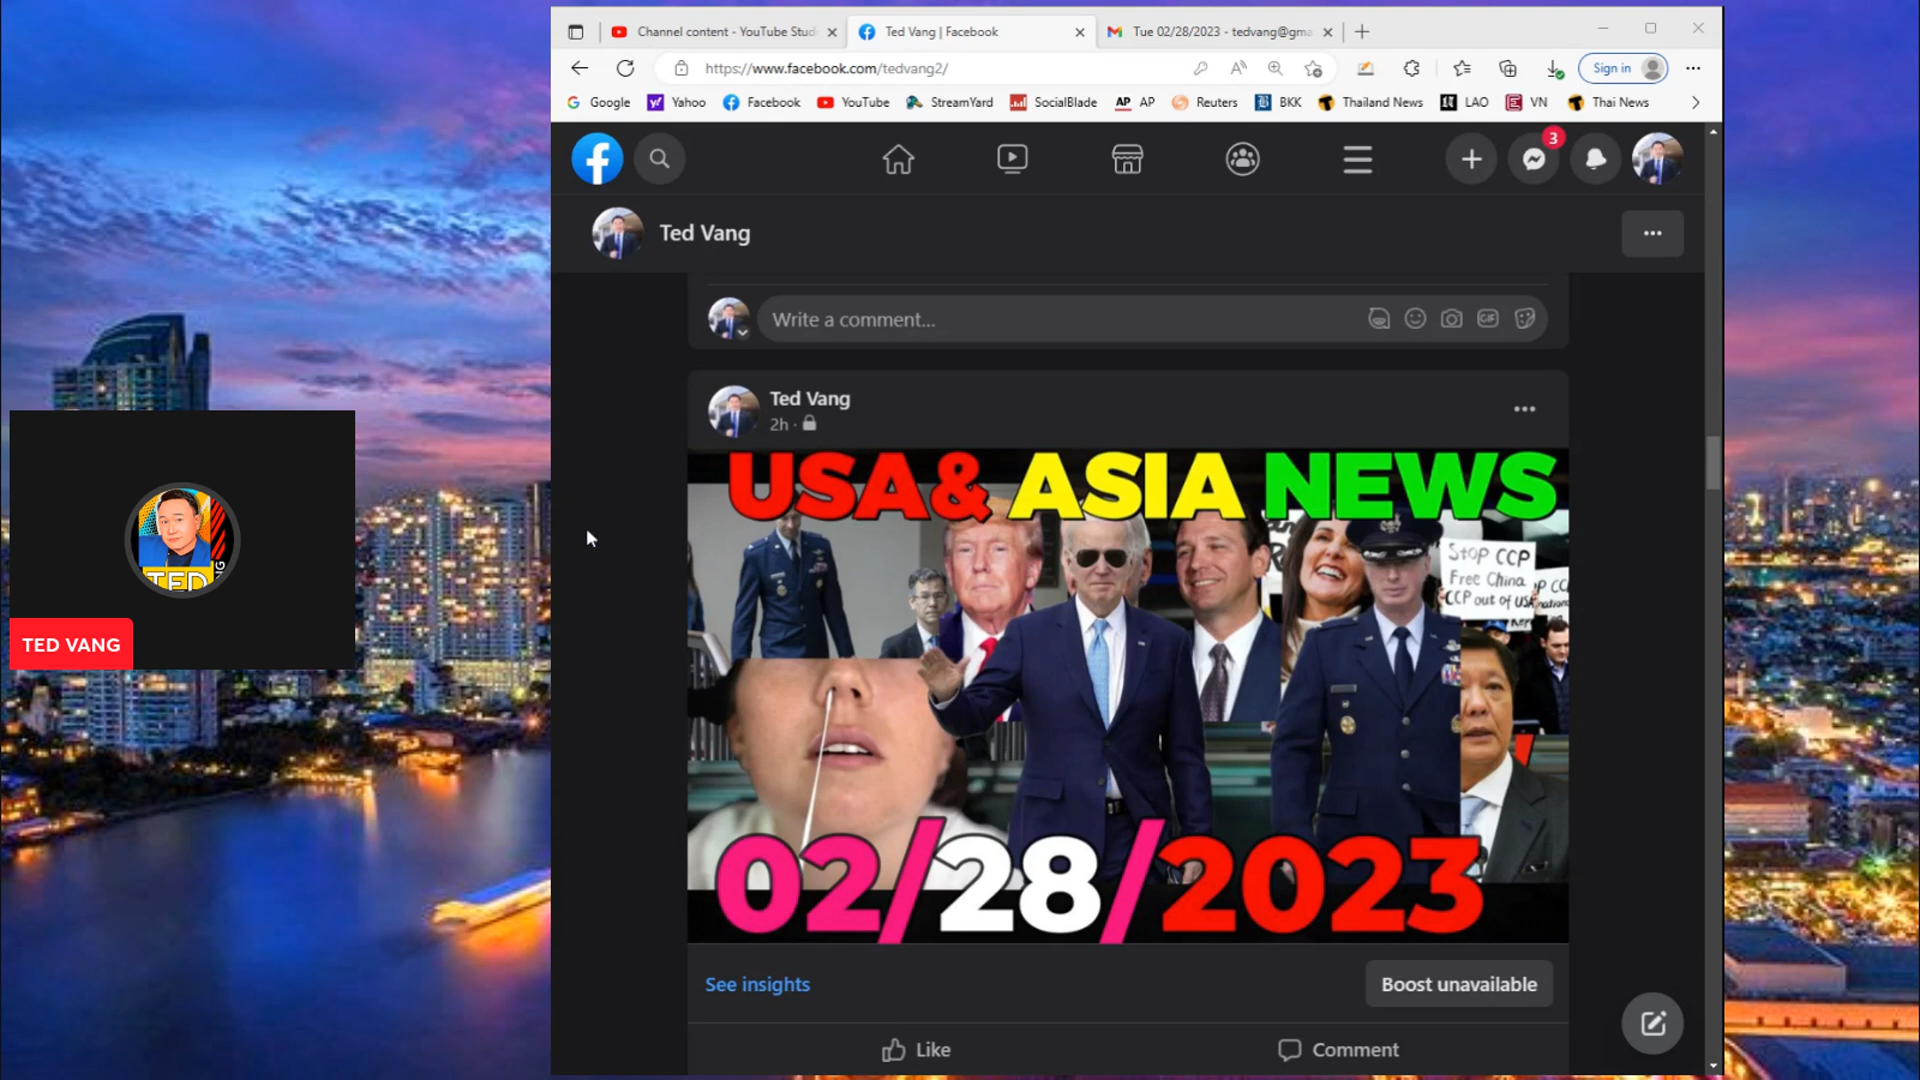 Channel content - YouTube Stud
Ted Vang | Facebook
Tue 02/28/2023 - tedvang@gma
https://www.facebook.com/tedvang2/
Sign in
Google
Yahoo
Facebook
YouTube
StreamYard
SocialBlade
AP AP
Reuters
BKK
Thailand News
LAO
VN
Thai News
3
Ted Vang
Write a comment...
GIF
Ted Vang
2h ·
USA& ASIA NEWS
Stop CCP
Free China
CCP out of USA
02/28/2023
See insights
Boost unavailable
Like
Comment
TED
TED VANG